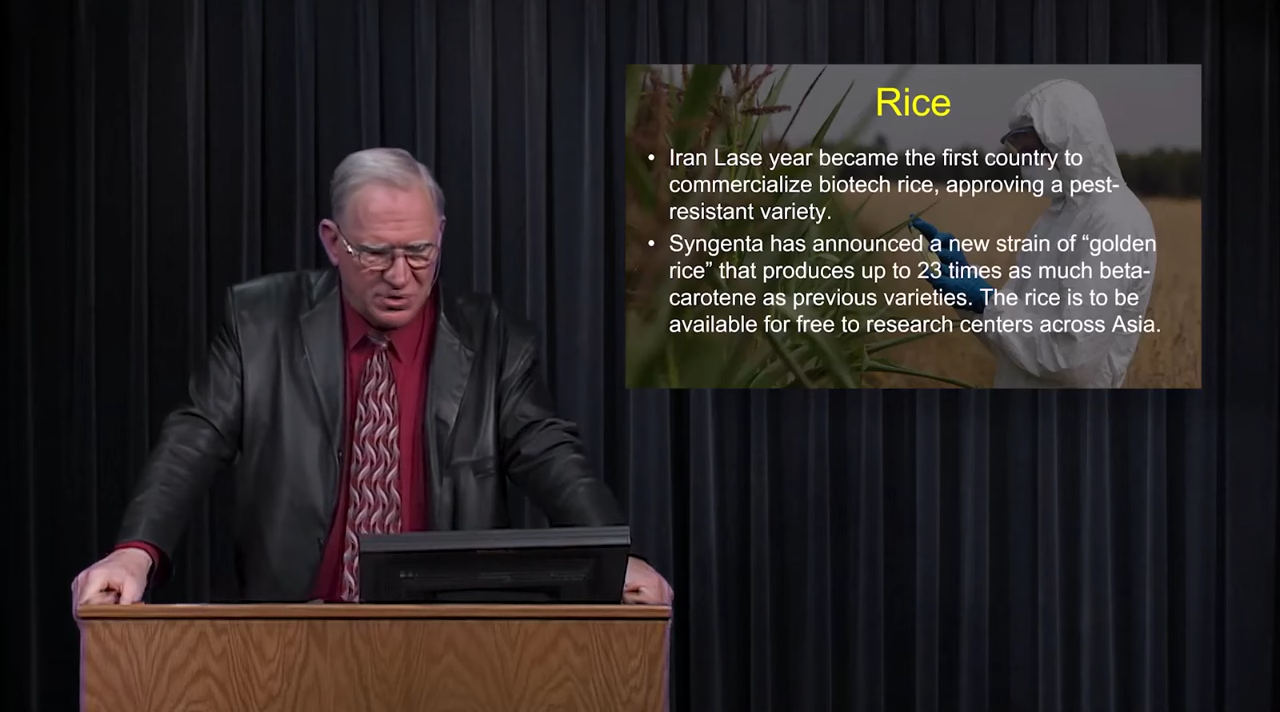 Rice
• Iran Lase year became the first country to
commercialize biotech rice, approving a pest-
resistant variety.
• Syngenta has announced a new strain of “golden
rice” that produces up to 23 times as much beta-
carotene as previous varieties. The rice is to be
available for free to research centers across Asia.